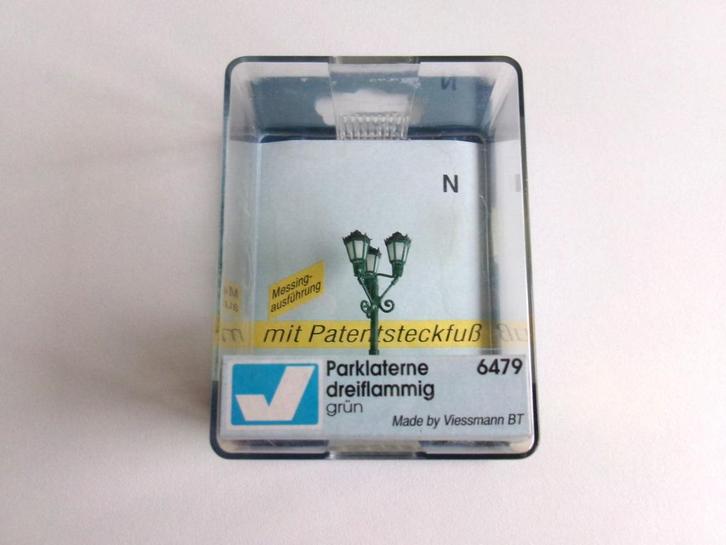 N
Messing-
ausführung
mit Patentsteckfuß
Parklaterne 6479
dreiflammig
grün
Made by Viessmann BT